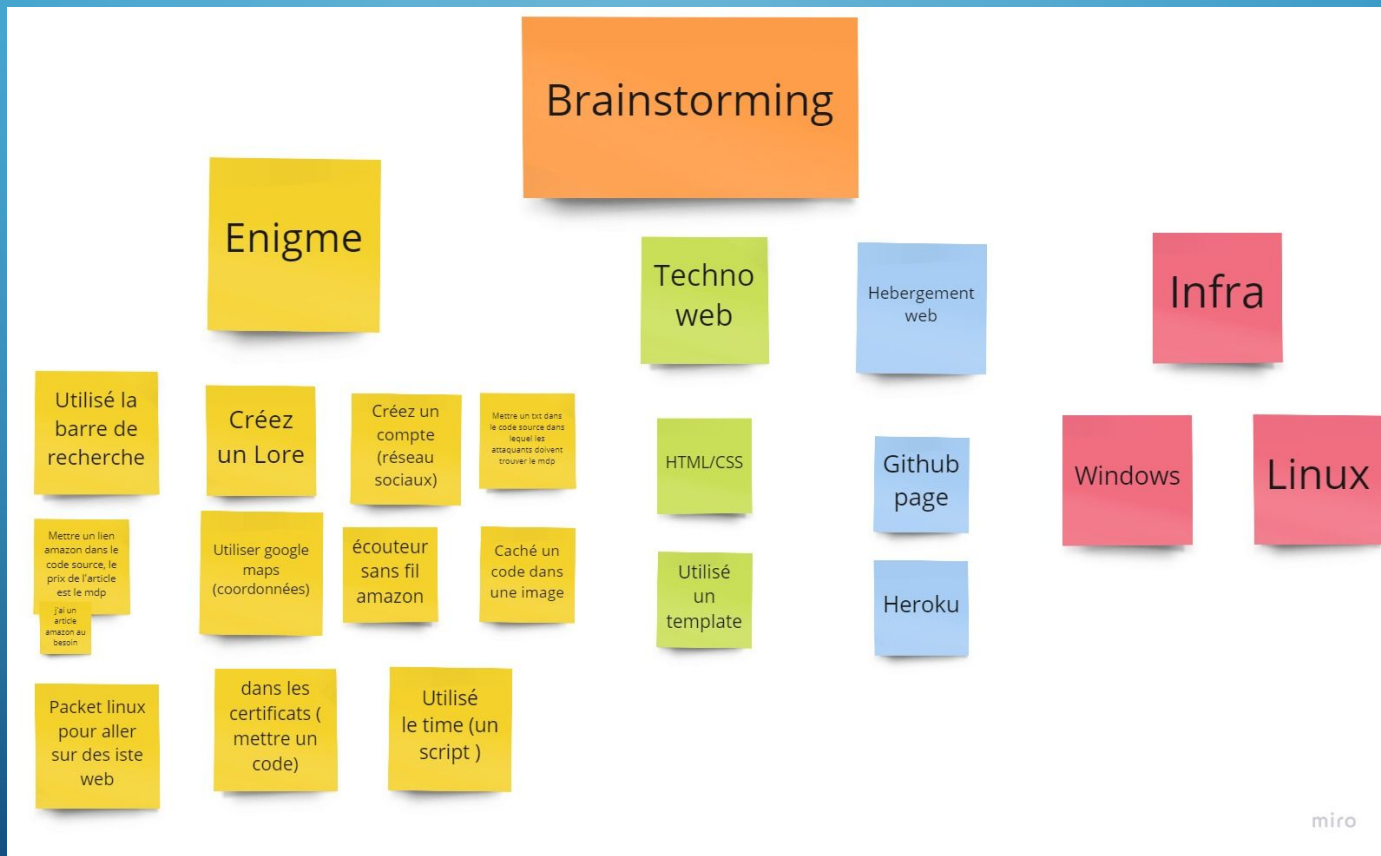 Brainstorming
Enigme
Techno
web
Hebergement
web
Infra
Utilisé la
barre de
recherche
Créez
un Lore
Créez un
compte
(réseau
sociaux)
Mettre un txt dans
le code source dans
lequel les
attaquants doivent
trouver le mdp
HTML/CSS
Github
page
Windows
Linux
Mettre un lien
amazon dans le
code source, le
prix de l'article
est le mdp
j'ai un
article
amazon au
besoin
Utiliser google
maps
(coordonnées)
écouteur
sans fil
amazon
Caché un
code dans
une image
Utilisé
un
template
Heroku
Packet linux
pour aller
sur des iste
web
dans les
certificats (
mettre un
code)
Utilisé
le time (un
script )
miro